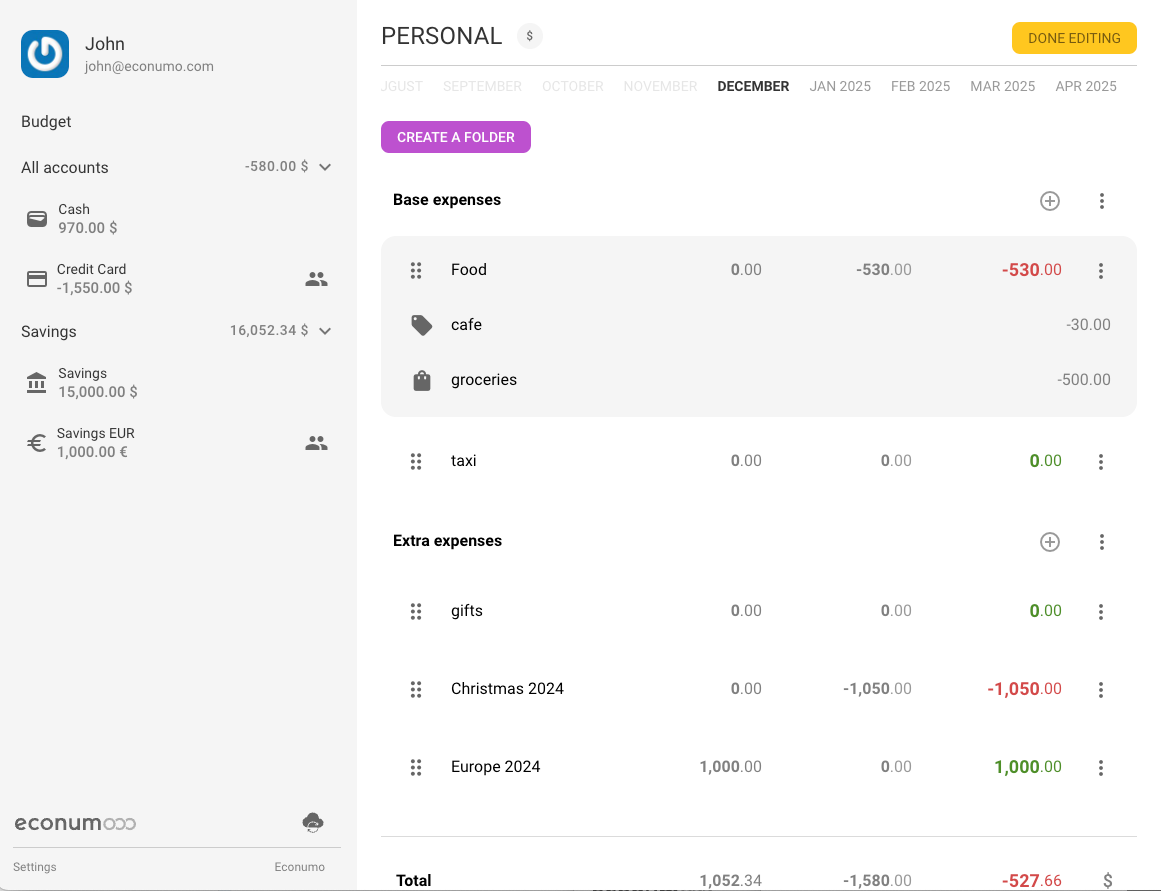 John
john@econumo.com
Budget
All accounts -580.00 $
Cash
970.00 $
Credit Card
-1,550.00 $
Savings 16,052.34 $
Savings
15,000.00 $
Savings EUR
1,000.00 €
econumo
Settings Econumo
PERSONAL $
DONE EDITING
JGUST SEPTEMBER OCTOBER NOVEMBER DECEMBER JAN 2025 FEB 2025 MAR 2025 APR 2025
CREATE A FOLDER
Base expenses
Food 0.00 -530.00 -530.00
cafe -30.00
groceries -500.00
taxi 0.00 0.00 0.00
Extra expenses
gifts 0.00 0.00 0.00
Christmas 2024 0.00 -1,050.00 -1,050.00
Europe 2024 1,000.00 0.00 1,000.00
Total 1,052.34 -1,580.00 -527.66 $